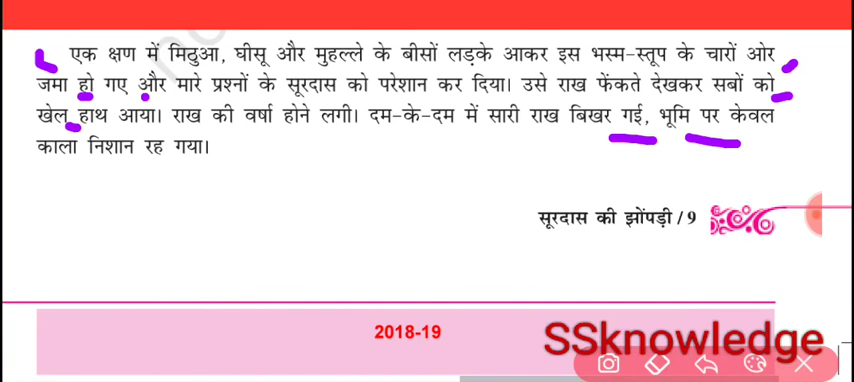 एक क्षण में मिठुआ, घीसू और मुहल्ले के बीसों लड़के आकर इस भस्म-स्तूप के चारों ओर
जमा हो गए और मारे प्रश्नों के सूरदास को परेशान कर दिया। उसे राख फेंकते देखकर सबों को
खेल हाथ आया। राख की वर्षा होने लगी। दम-के-दम में सारी राख बिखर गई, भूमि पर केवल
काला निशान रह गया।
सूरदास की झोंपड़ी/9
2018-19
SSknowledge